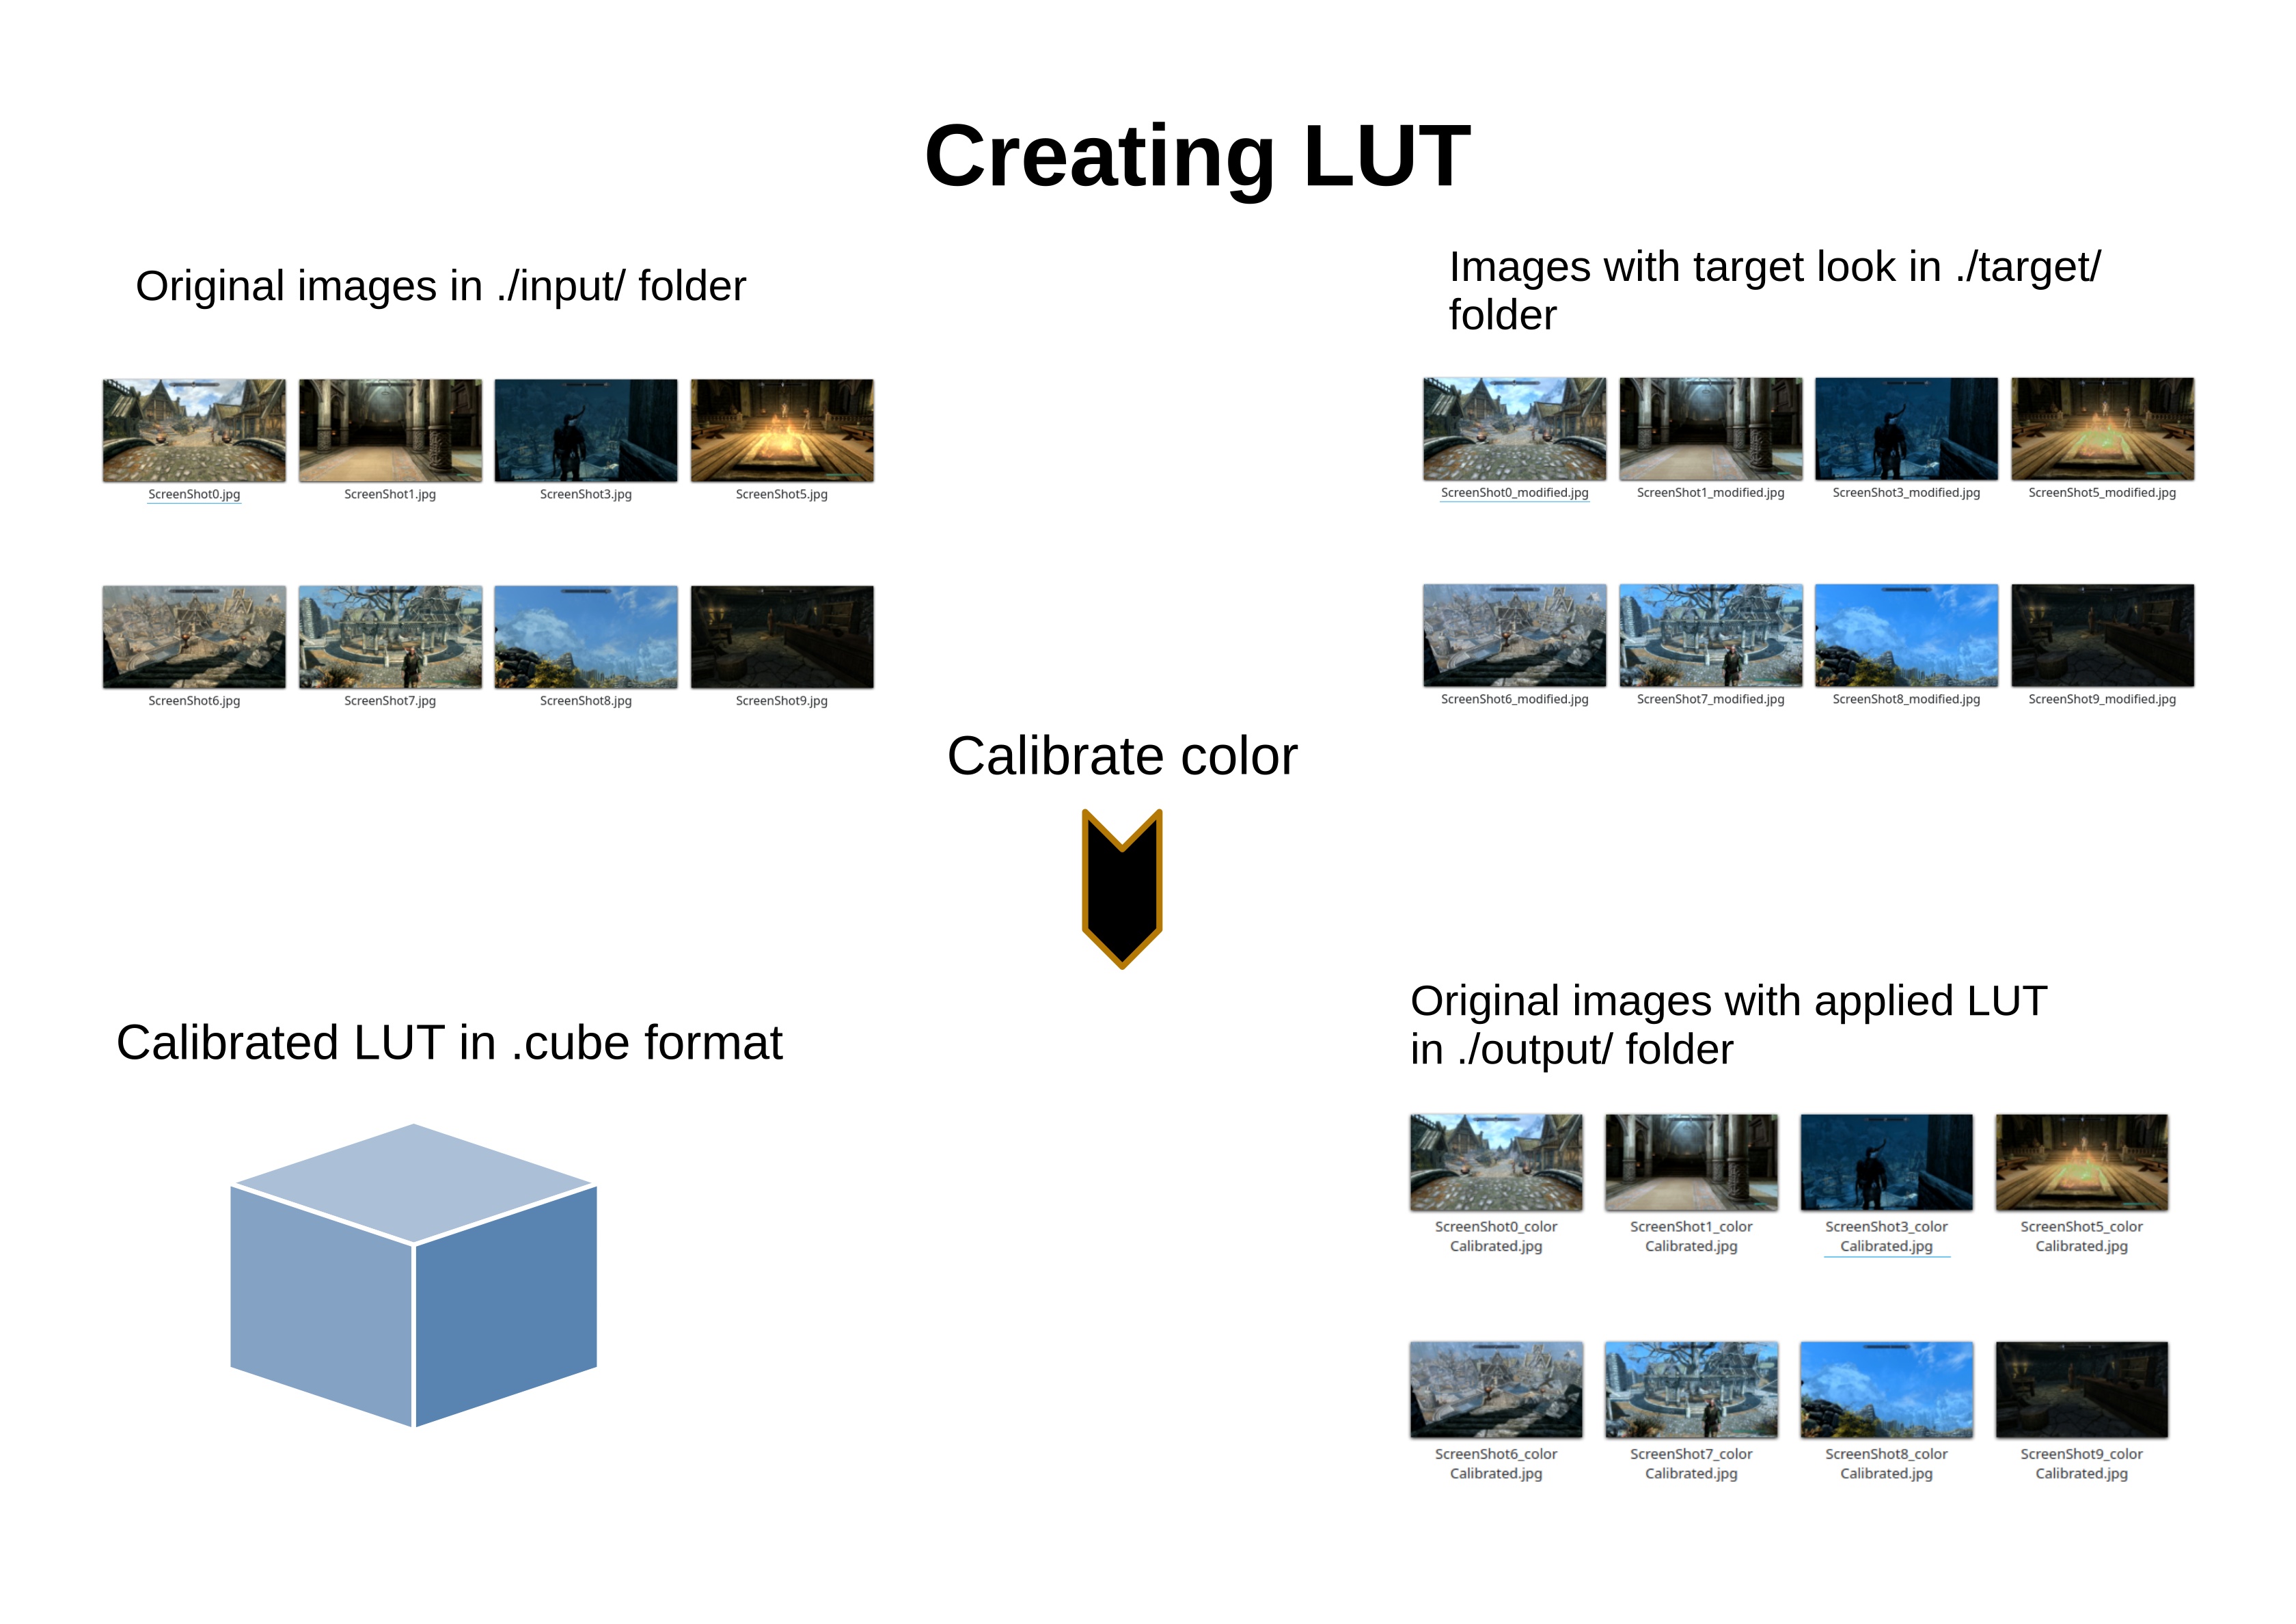 Creating LUT
Original images in ./input/ folder
Images with target look in ./target/
folder
ScreenShot0.jpg
ScreenShot1.jpg
ScreenShot3.jpg
ScreenShot5.jpg
ScreenShot6.jpg
ScreenShot7.jpg
ScreenShot8.jpg
ScreenShot9.jpg
ScreenShot0_modified.jpg
ScreenShot1_modified.jpg
ScreenShot3_modified.jpg
ScreenShot5_modified.jpg
ScreenShot6_modified.jpg
ScreenShot7_modified.jpg
ScreenShot8_modified.jpg
ScreenShot9_modified.jpg
Calibrate color
Calibrated LUT in .cube format
Original images with applied LUT
in ./output/ folder
ScreenShot0_color
Calibrated.jpg
ScreenShot1_color
Calibrated.jpg
ScreenShot3_color
Calibrated.jpg
ScreenShot5_color
Calibrated.jpg
ScreenShot6_color
Calibrated.jpg
ScreenShot7_color
Calibrated.jpg
ScreenShot8_color
Calibrated.jpg
ScreenShot9_color
Calibrated.jpg